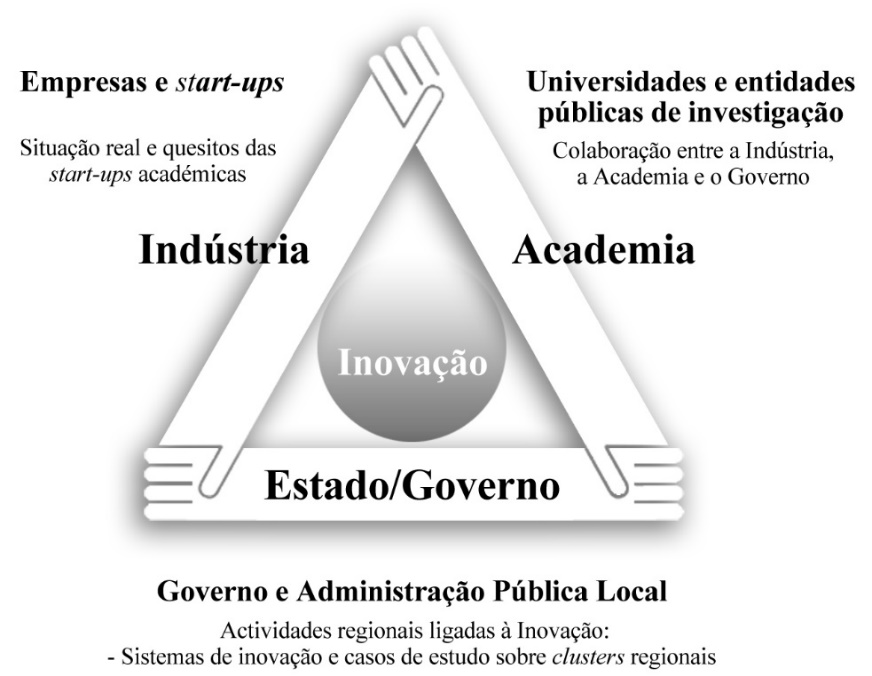 Empresas e start-ups
Situação real e quesitos das
start-ups académicas
Universidades e entidades
públicas de investigação
Colaboração entre a Indústria,
a Academia e o Governo
Indústria
Academia
Inovação
Estado/Governo
Governo e Administração Pública Local
Actividades regionais ligadas à Inovação:
- Sistemas de inovação e casos de estudo sobre clusters regionais